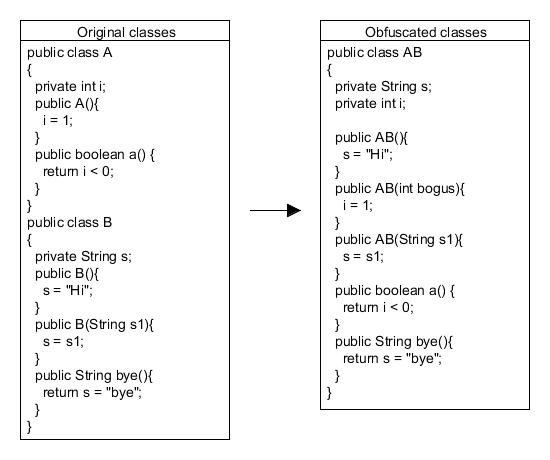 Original classes
public class A
{
private int i;
public A(){
i = 1;
}
public boolean a() {
return i < 0;
}
}
public class B
{
private String s;
public B(){
s = "Hi";
}
public B(String s1){
s = s1;
}
public String bye(){
return s = "bye";
}
}
Obfuscated classes
public class AB
{
private String s;
private int i;
public AB(){
s = "Hi";
}
public AB(int bogus){
i = 1;
}
public AB(String s1){
s = s1;
}
public boolean a() {
return i < 0;
}
public String bye(){
return s = "bye";
}
}